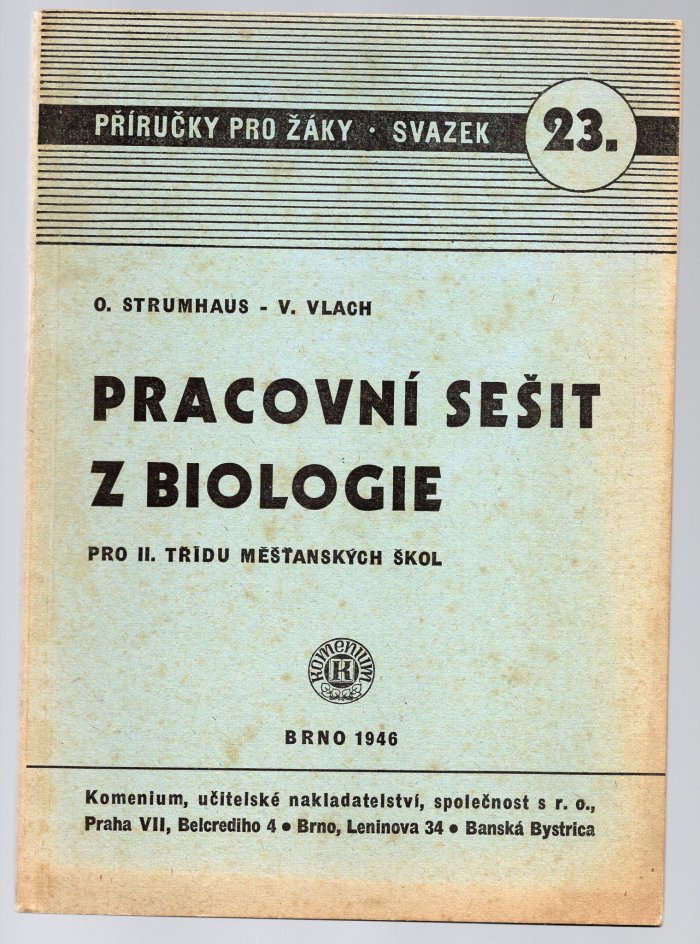 PŘÍRUČKY PRO ŽÁKY · SVAZEK 23.
O. STRUMHAUS - V. VLACH
PRACOVNÍ SEŠIT
Z BIOLOGIE
PRO II. TŘÍDU MĚŠŤANSKÝCH ŠKOL
Komenium
K
BRNO 1946
Komenium, učitelské nakladatelství, společnost s r. o.,
Praha VII, Belcrediho 4 • Brno, Leninova 34 • Banská Bystrica